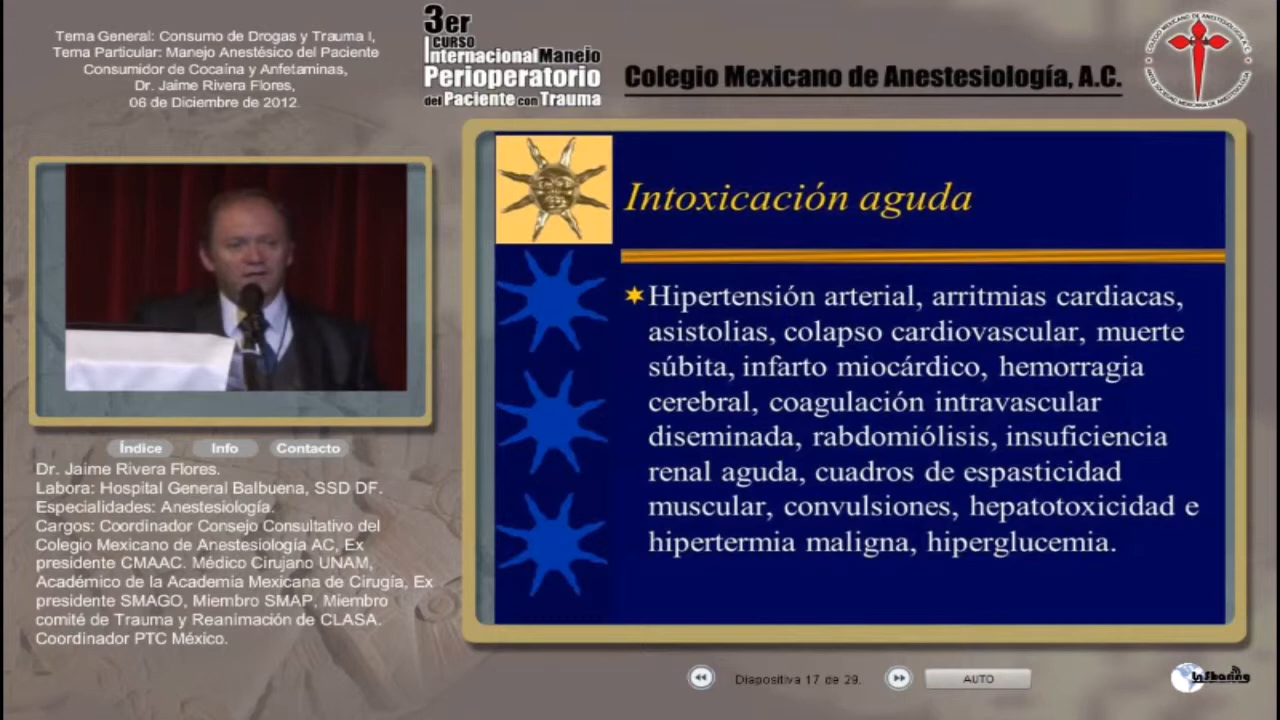 Tema General: Consumo de Drogas y Trauma I,
Tema Particular: Manejo Anestésico del Paciente
Consumidor de Cocaína y Anfetaminas,
Dr. Jaime Rivera Flores,
06 de Diciembre de 2012.
3er
CURSO
Internacional Manejo
Perioperatorio
del Paciente con Trauma
Colegio Mexicano de Anestesiología, A.C.
Intoxicación aguda
Hipertensión arterial, arritmias cardiacas,
asistolias, colapso cardiovascular, muerte
súbita, infarto miocárdico, hemorragia
cerebral, coagulación intravascular
diseminada, rabdomiólisis, insuficiencia
renal aguda, cuadros de espasticidad
muscular, convulsiones, hepatotoxicidad e
hipertermia maligna, hiperglucemia.
Índice Info Contacto
Dr. Jaime Rivera Flores.
Labora: Hospital General Balbuena, SSD DF.
Especialidades: Anestesiología.
Cargos: Coordinador Consejo Consultativo del
Colegio Mexicano de Anestesiología AC, Ex
presidente CMAAC. Médico Cirujano UNAM,
Académico de la Academia Mexicana de Cirugía, Ex
presidente SMAGO, Miembro SMAP, Miembro
comité de Trauma y Reanimación de CLASA.
Coordinador PTC México.
Diapositiva 17 de 29.
AUTO
InSharing